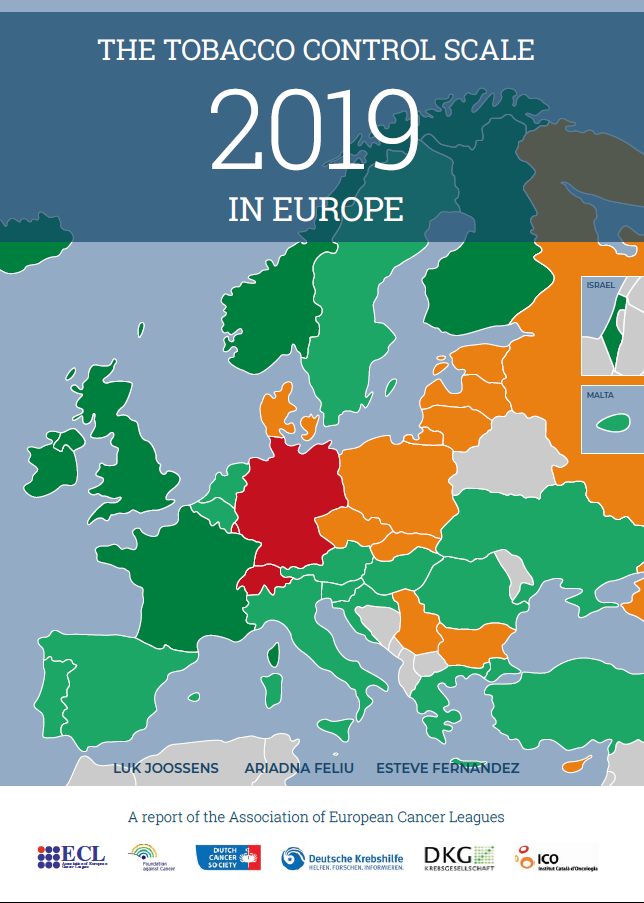 THE TOBACCO CONTROL SCALE
2019
IN EUROPE
ISRAEL
MALTA
LUK JOOSSENS ARIADNA FELIU ESTEVE FERNANDEZ
A report of the Association of European Cancer Leagues
ECL
Association of European
Cancer Leagues
Foundation
against Cancer
DUTCH
CANCER
SOCIETY
Deutsche Krebshilfe
HELFEN. FORSCHEN. INFORMIEREN.
DKG
KREBSGESELLSCHAFT
ICO
Institut Català d'Oncologia